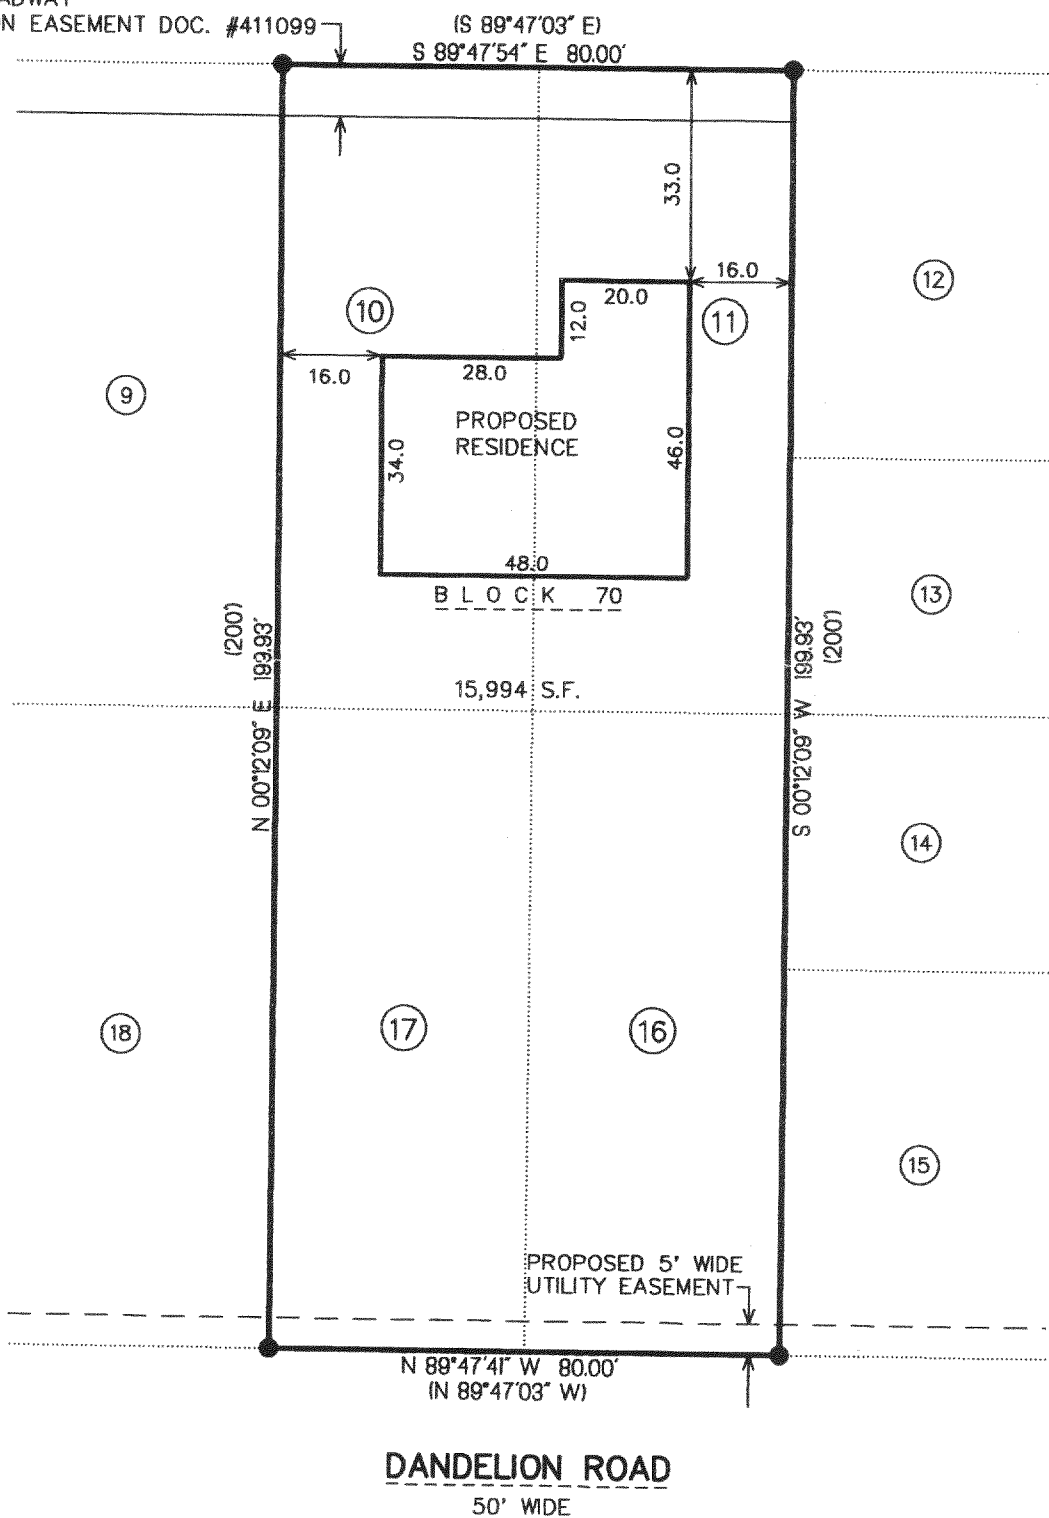 N EASEMENT DOC. #411099
(S 89°47'03" E)
S 89°47'54" E 80.00'
33.0
16.0
20.0
12
10
11
12.0
16.0
28.0
9
PROPOSED
RESIDENCE
34.0
46.0
48.0
BLOCK 70
13
(200')
N 00°12'09" E 199.93'
S 00°12'09" W 199.93'
(200')
15,994 S.F.
14
18
17
16
15
PROPOSED 5' WIDE
UTILITY EASEMENT
N 89°47'41" W 80.00'
(N 89°47'03" W)
DANDELION ROAD
50' WIDE